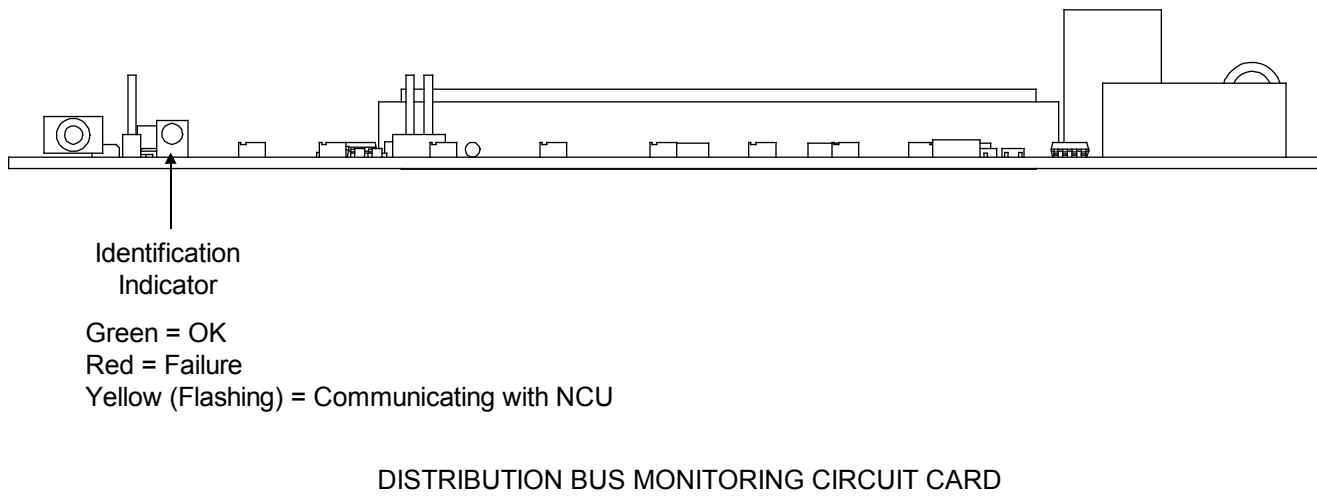 Identification
Indicator
Green = OK
Red = Failure
Yellow (Flashing) = Communicating with NCU
DISTRIBUTION BUS MONITORING CIRCUIT CARD